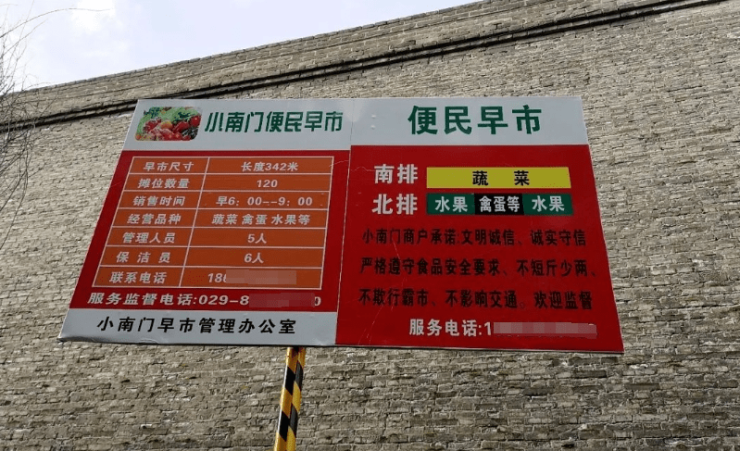 小南门便民早市
早市尺寸 长度342米
摊位数量 120
销售时间 早6：00--9：00
经营品种 蔬菜 禽蛋 水果等
管理人员 5人
保洁员 6人
联系电话 18
服务监督电话:029-8 0
小南门早市管理办公室
便民早市
南排 蔬菜
北排 水果 禽蛋等 水果
小南门商户承诺:文明诚信、诚实守信
严格遵守食品安全要求、不短斤少两、
不欺行霸市、不影响交通。欢迎监督
服务电话:1